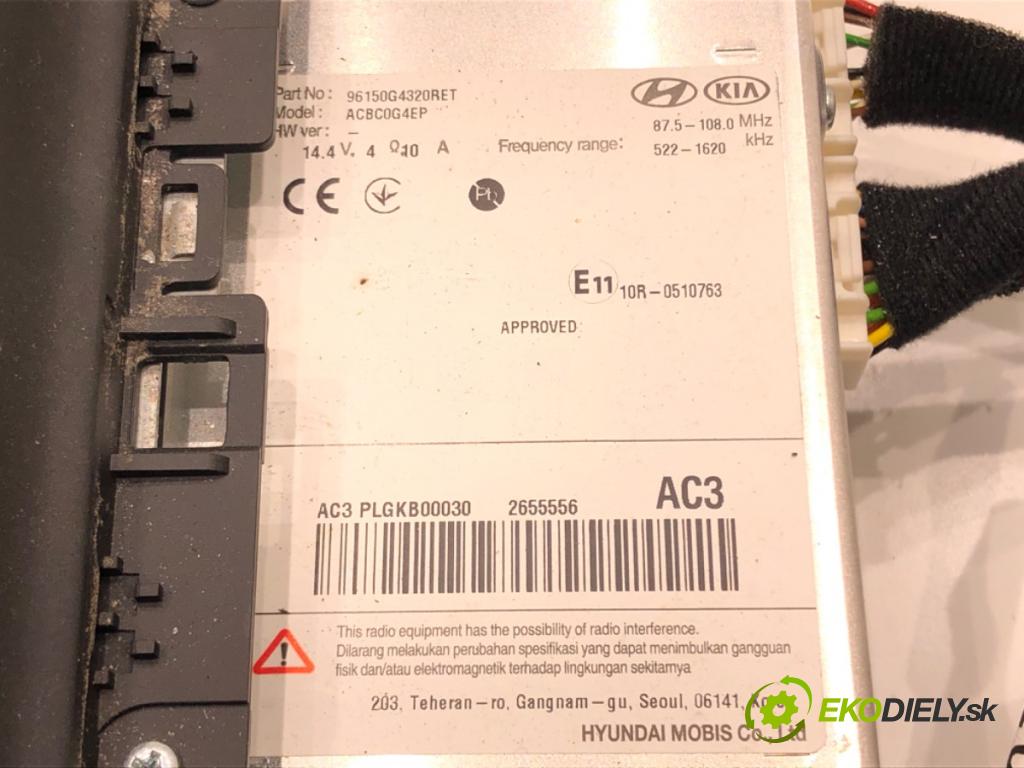 Part No : 96150G4320RET
Model : ACBC0G4EP
HW ver : –
14.4 V. 4 Ω.10 A
HYUNDAI KIA
Frequency range: 87.5 – 108.0 MHz
522 – 1620 kHz
CE
Pb
E11 10R – 0510763
APPROVED:
AC3 PLGKB00030 2655556 AC3
This radio equipment has the possibility of radio interference.
Dilarang melakukan perubahan spesifikasi yang dapat menimbulkan gangguan
fisik dan/atau elektromagnetik terhadap lingkungan sekitarnya
203, Teheran – ro, Gangnam – gu, Seoul, 06141, Korea
HYUNDAI MOBIS Co., Ltd
EKODIELY.sk